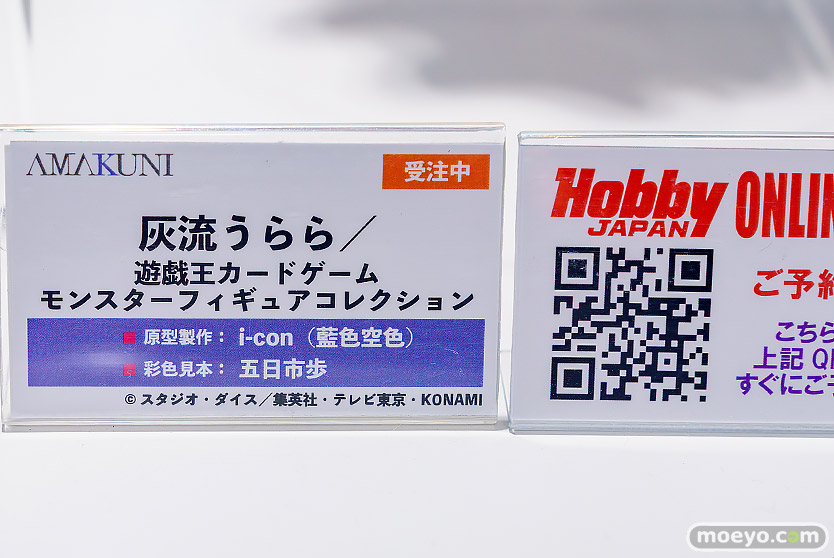 AMAKUNI
受注中
灰流うらら／
遊戯王カードゲーム
モンスターフィギュアコレクション
■ 原型製作： i-con（藍色空色）
■ 彩色見本： 五日市歩
© スタジオ・ダイス／集英社・テレビ東京・KONAMI
Hobby JAPAN ONLIN
ご予
こちら
上記 Q
すぐにご
moeyo.com